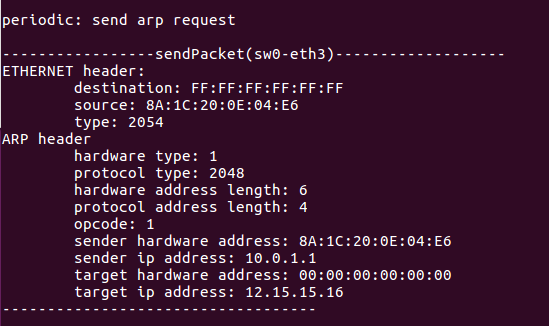 periodic: send arp request
-----------------sendPacket(sw0-eth3)-------------------
ETHERNET header:
destination: FF:FF:FF:FF:FF:FF
source: 8A:1C:20:0E:04:E6
type: 2054
ARP header
hardware type: 1
protocol type: 2048
hardware address length: 6
protocol address length: 4
opcode: 1
sender hardware address: 8A:1C:20:0E:04:E6
sender ip address: 10.0.1.1
target hardware address: 00:00:00:00:00:00
target ip address: 12.15.15.16
-----------------------------------